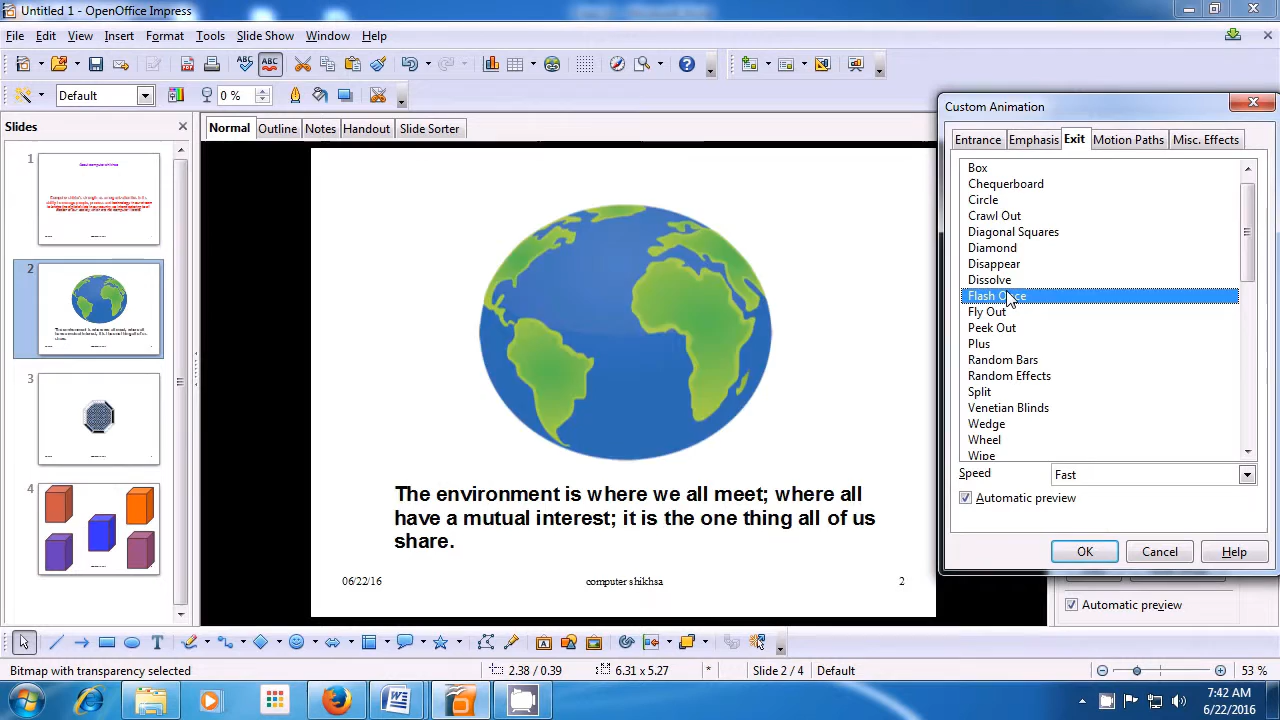 Untitled 1 - OpenOffice Impress
File Edit View Insert Format Tools Slide Show Window Help
Default 0 %
Slides
Normal Outline Notes Handout Slide Sorter
1
2
3
4
The environment is where we all meet; where all
have a mutual interest; it is the one thing all of us
share.
06/22/16 computer shikhsa 2
Custom Animation
Entrance Emphasis Exit Motion Paths Misc. Effects
Box
Chequerboard
Circle
Crawl Out
Diagonal Squares
Diamond
Disappear
Dissolve
Flash Once
Fly Out
Peek Out
Plus
Random Bars
Random Effects
Split
Venetian Blinds
Wedge
Wheel
Wipe
Speed Fast
Automatic preview
OK Cancel Help
Automatic preview
Bitmap with transparency selected 2.38 / 0.39 6.31 x 5.27 * Slide 2 / 4 Default 53 %
7:42 AM
6/22/2016